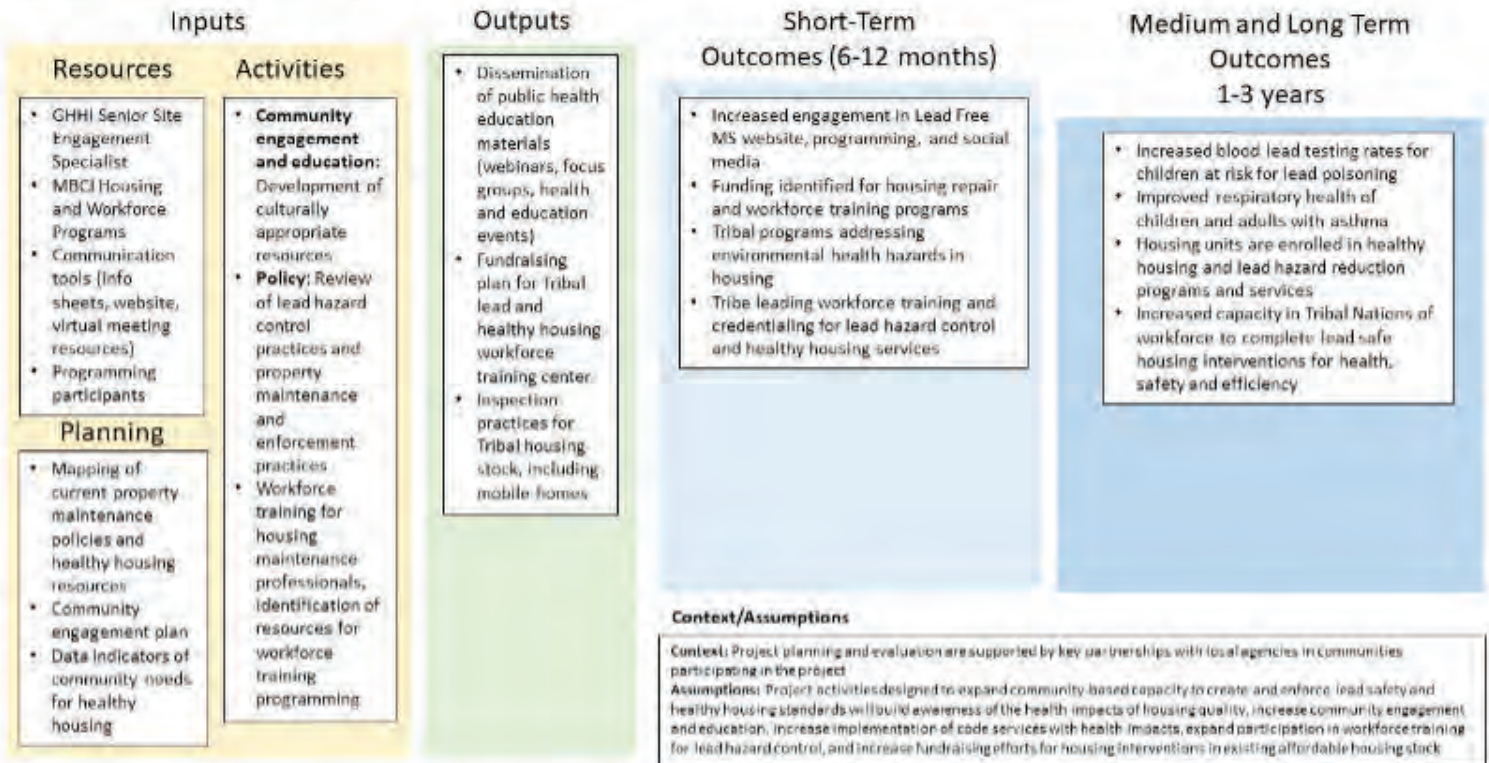 Inputs
Resources
• GHHI Senior Site
Engagement
Specialist
• MBCI Housing
and Workforce
Programs
• Communication
tools (info
sheets, website,
virtual meeting
resources)
• Programming
participants
Planning
• Mapping of
current property
maintenance
policies and
healthy housing
resources
• Community
engagement plan
• Data indicators of
community needs
for healthy
housing
Activities
• Community
engagement
and education:
Development of
culturally
appropriate
resources
• Policy: Review
of lead hazard
control
practices and
property
maintenance
and
enforcement
practices
• Workforce
training for
housing
maintenance
professionals,
identification of
resources for
workforce
training
programming
Outputs
• Dissemination
of public health
education
materials
(webinars, focus
groups, health
and education
events)
• Fundraising
plan for Tribal
lead and
healthy housing
workforce
training center
• Inspection
practices for
Tribal housing
stock, including
mobile homes
Short-Term
Outcomes (6-12 months)
• Increased engagement in Lead Free
MS website, programming, and social
media
• Funding identified for housing repair
and workforce training programs
• Tribal programs addressing
environmental health hazards in
housing
• Tribe leading workforce training and
credentialing for lead hazard control
and healthy housing services
Medium and Long Term
Outcomes
1-3 years
• Increased blood lead testing rates for
children at risk for lead poisoning
• Improved respiratory health of
children and adults with asthma
• Housing units are enrolled in healthy
housing and lead hazard reduction
programs and services
• Increased capacity in Tribal Nations of
workforce to complete lead safe
housing interventions for health,
safety and efficiency
Context/Assumptions
Context: Project planning and evaluation are supported by key partnerships with local agencies in communities
participating in the project
Assumptions: Project activities designed to expand community-based capacity to create and enforce lead safety and
healthy housing standards will build awareness of the health impacts of housing quality, increase community engagement
and education, increase implementation of code services with health impacts, expand participation in workforce training
for lead hazard control, and increase fundraising efforts for housing interventions in existing affordable housing stock